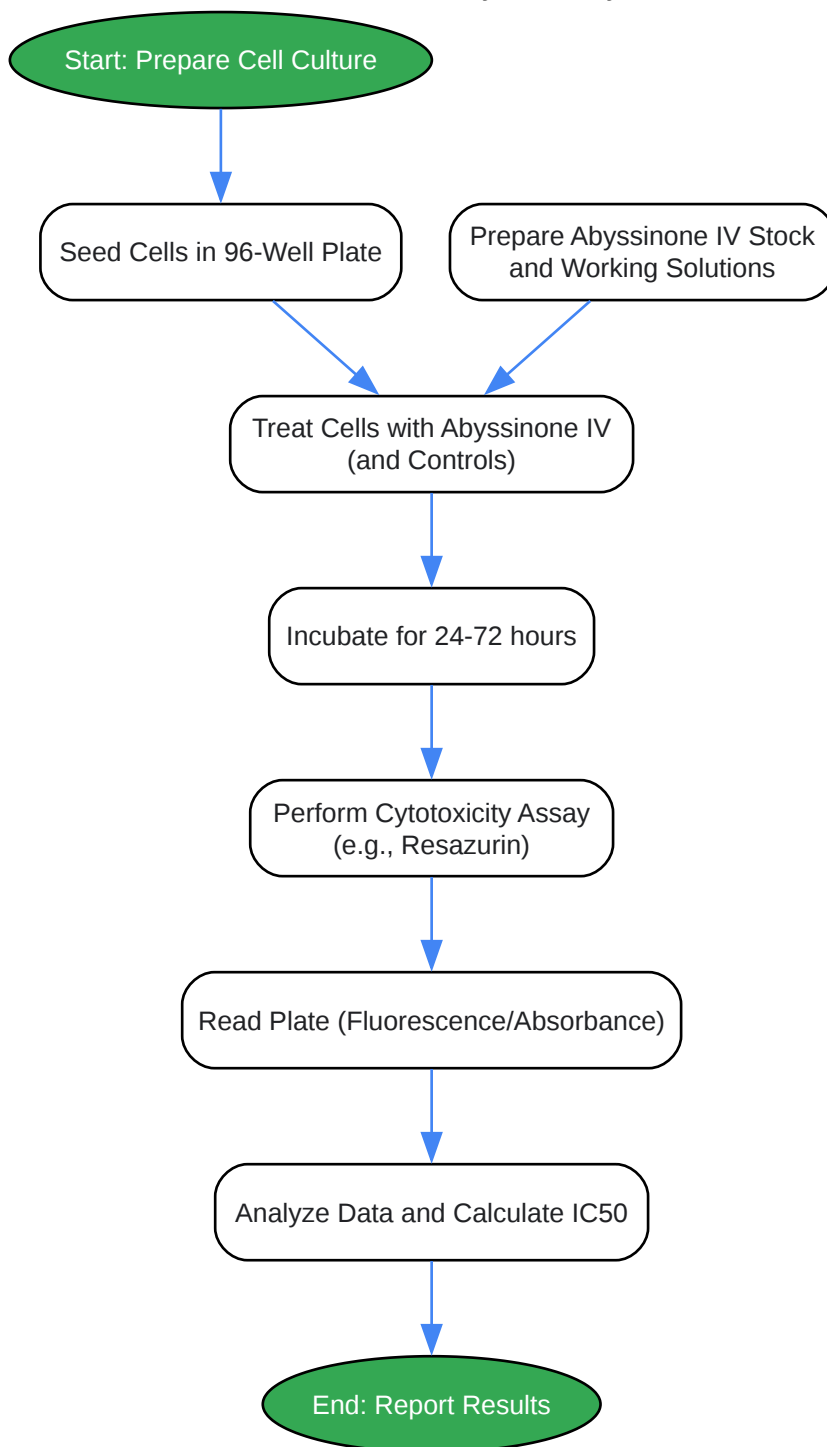 Start: Prepare Cell Culture
Seed Cells in 96-Well Plate
Prepare Abyssinone IV Stock
and Working Solutions
Treat Cells with Abyssinone IV
(and Controls)
Incubate for 24-72 hours
Perform Cytotoxicity Assay
(e.g., Resazurin)
Read Plate (Fluorescence/Absorbance)
Analyze Data and Calculate IC50
End: Report Results